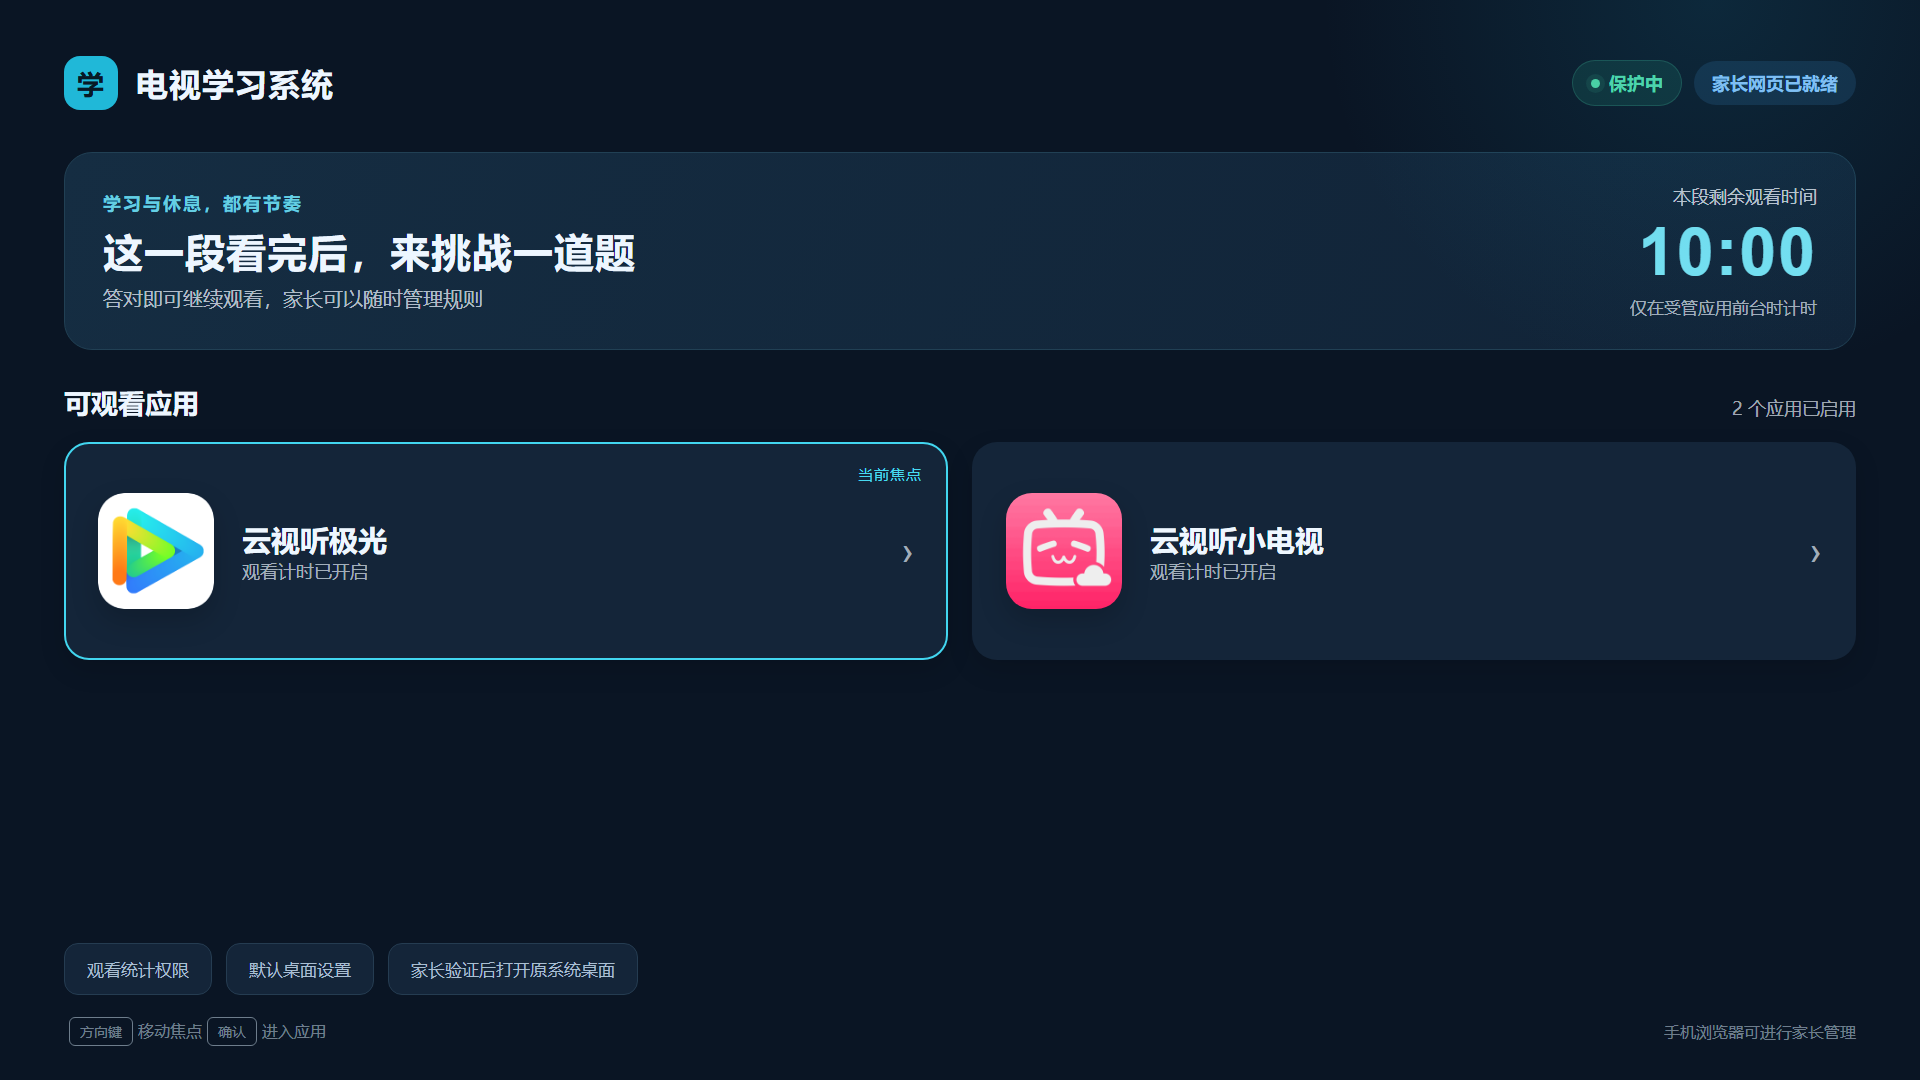 学 电视学习系统
保护中 家长网页已就绪
学习与休息，都有节奏
这一段看完后，来挑战一道题
答对即可继续观看，家长可以随时管理规则
本段剩余观看时间
10:00
仅在受管应用前台时计时
可观看应用
2 个应用已启用
当前焦点
云视听极光
观看计时已开启
云视听小电视
观看计时已开启
观看统计权限 默认桌面设置 家长验证后打开原系统桌面
方向键 移动焦点 确认 进入应用
手机浏览器可进行家长管理